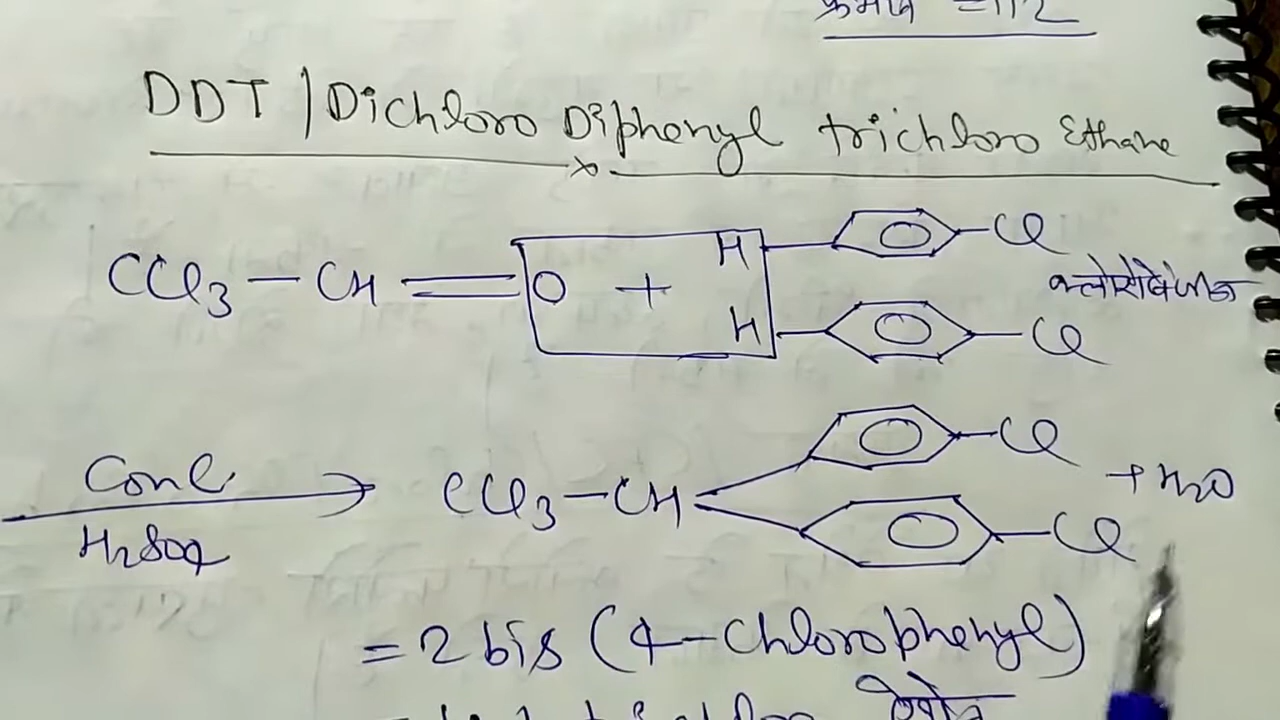 = 112
DDT / Dichloro Diphenyl trichloro Ethane
CCl3 — CH = O + H — Cl
H — Cl
क्लोरोबेंजीन
Conc
H2SO4
CCl3 — CH — Cl
— Cl
+ H2O
= 2 bis (4-Chlorophenyl)